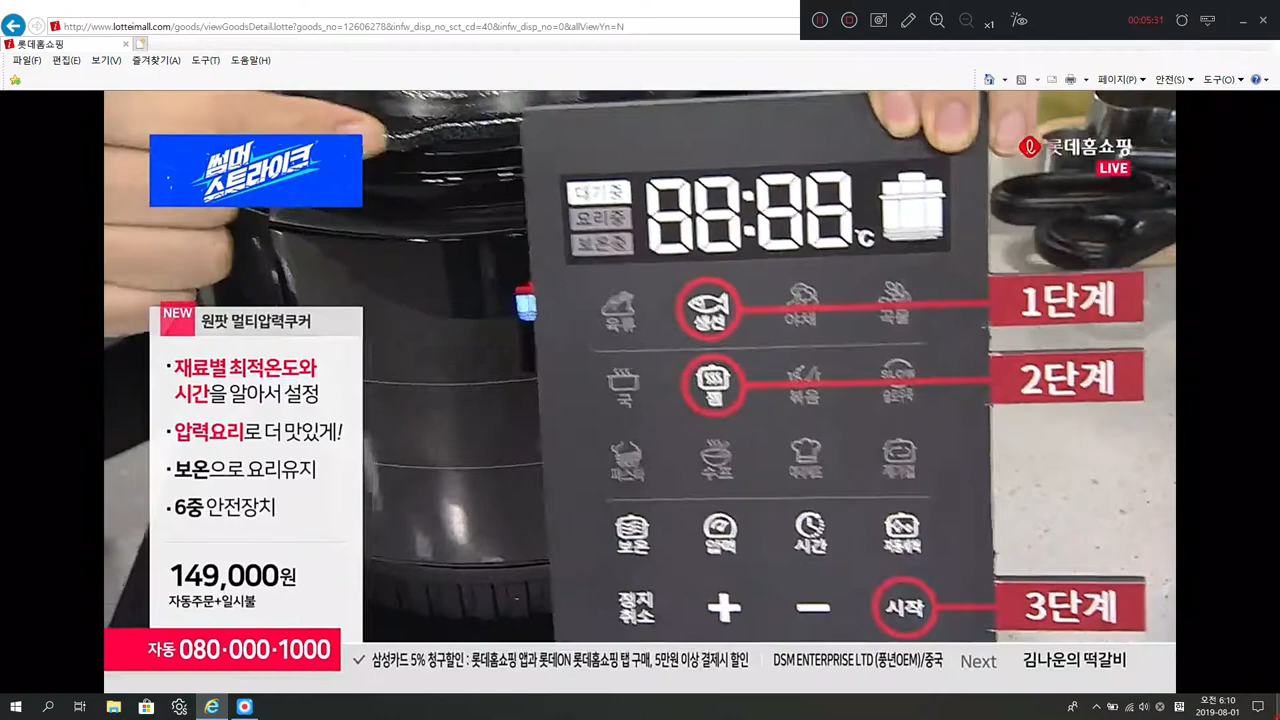 http://www.lotteimall.com/goods/viewGoodsDetail.lotte?goods_no=12606278&infw_disp_no_sct_cd=40&infw_disp_no=0&allViewYn=N
x1
00:05:31
롯데홈쇼핑
파일(F) 편집(E) 보기(V) 즐겨찾기(A) 도구(T) 도움말(H)
페이지(P) 안전(S) 도구(O)
썸머
스트라이크
롯데홈쇼핑
LIVE
대기중
요리중
보온중
88:88 ℃
육류 생선 야채 곡물
1단계
국 찜 볶음 슬로우쿡
2단계
수프
보온 압력 시간 자동세척
정지
취소
+ − 시작
3단계
NEW
원팟 멀티압력쿠커
·재료별 최적온도와
시간을 알아서 설정
·압력요리로 더 맛있게!
·보온으로 요리유지
·6중 안전장치
149,000원
자동주문+일시불
자동 080·000·1000
삼성카드 5% 청구할인 : 롯데홈쇼핑 앱과 롯데ON 롯데홈쇼핑 탭 구매, 5만원 이상 결제시 할인
DSM ENTERPRISE LTD (풍년OEM)/중국
Next 김나운의 떡갈비
오전 6:10
2019-08-01